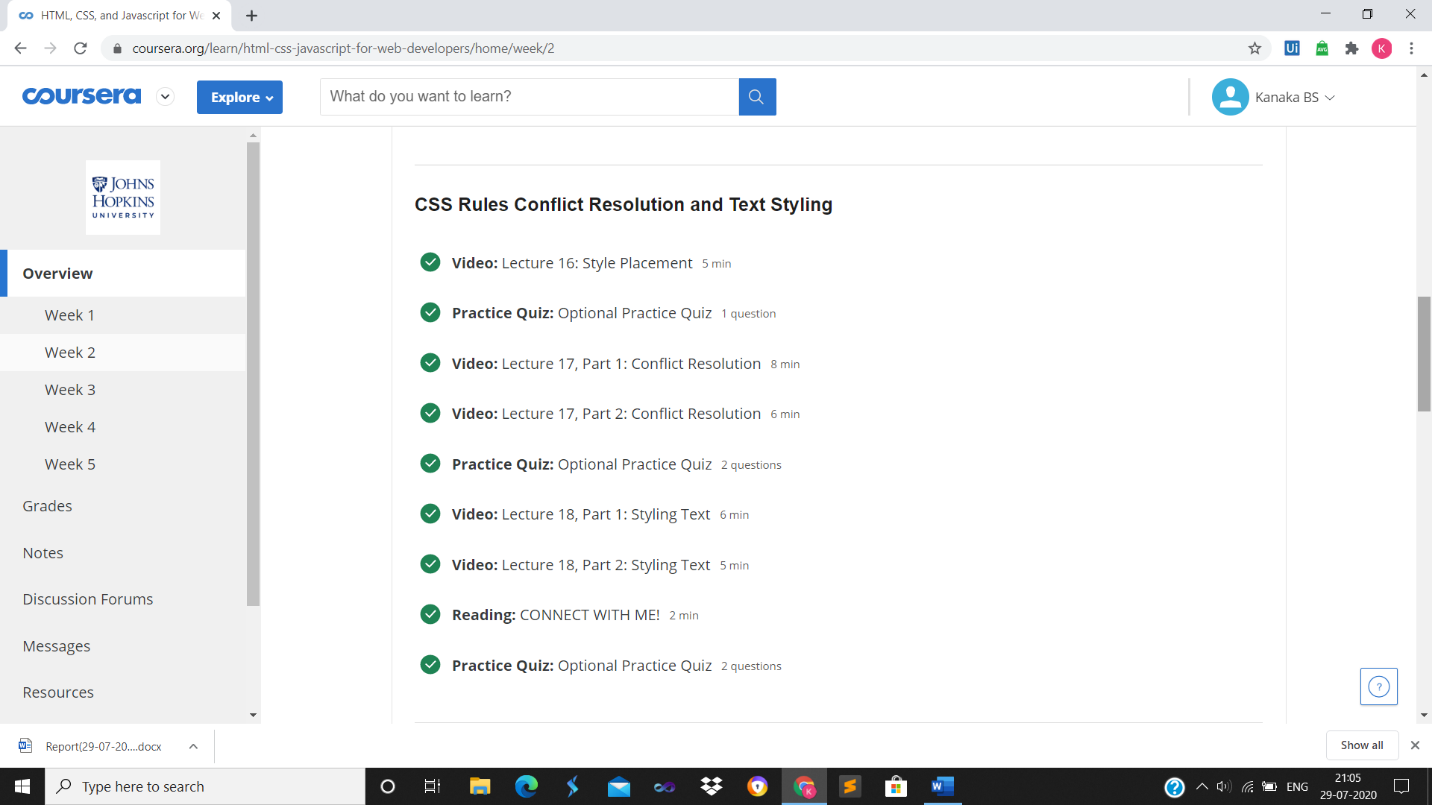 HTML, CSS, and Javascript for We
coursera.org/learn/html-css-javascript-for-web-developers/home/week/2
Ui
AVG
K
coursera
Explore
What do you want to learn?
Kanaka BS
JOHNS
HOPKINS
UNIVERSITY
Overview
Week 1
Week 2
Week 3
Week 4
Week 5
Grades
Notes
Discussion Forums
Messages
Resources
CSS Rules Conflict Resolution and Text Styling
Video: Lecture 16: Style Placement 5 min
Practice Quiz: Optional Practice Quiz 1 question
Video: Lecture 17, Part 1: Conflict Resolution 8 min
Video: Lecture 17, Part 2: Conflict Resolution 6 min
Practice Quiz: Optional Practice Quiz 2 questions
Video: Lecture 18, Part 1: Styling Text 6 min
Video: Lecture 18, Part 2: Styling Text 5 min
Reading: CONNECT WITH ME! 2 min
Practice Quiz: Optional Practice Quiz 2 questions
?
Report(29-07-20....docx
Show all
Type here to search
K
S
W
?
ENG
21:05
29-07-2020